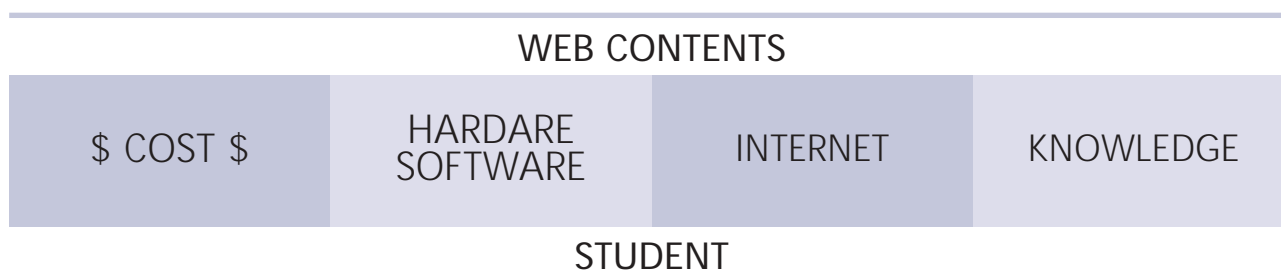 WEB CONTENTS
$ COST $
HARDARE
SOFTWARE
INTERNET
KNOWLEDGE
STUDENT